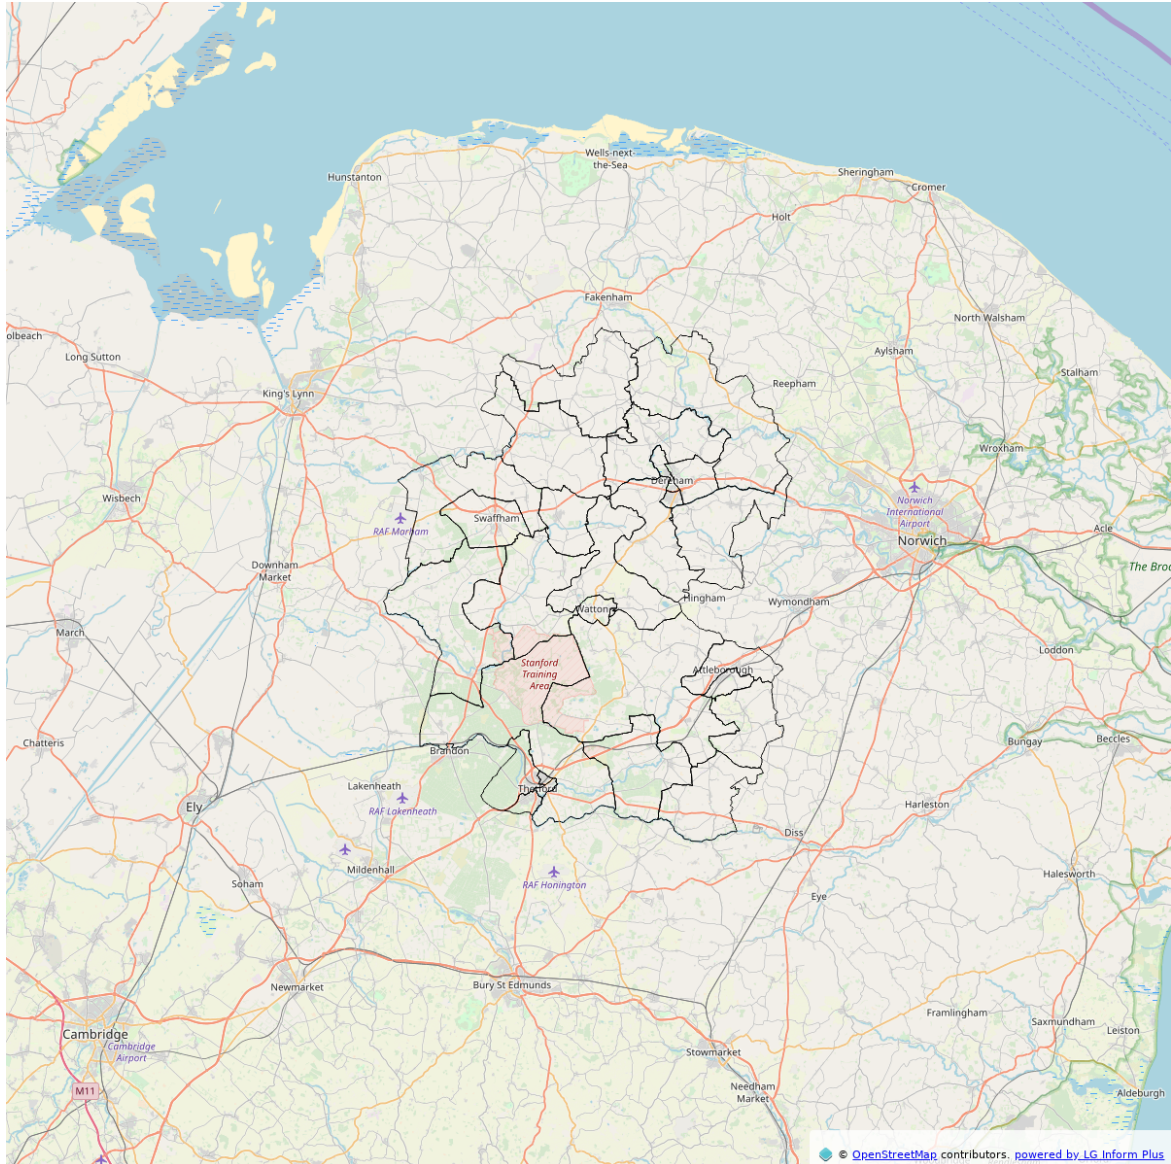 Wells-next-
the-Sea
Hunstanton
Sheringham
Cromer
Holt
Fakenham
North Walsham
olbeach
Long Sutton
Aylsham
Stalham
King's Lynn
Reepham
Wroxham
Wisbech
Dereham
Norwich
International
Airport
RAF Marham
Swaffham
Acle
Norwich
Downham
Market
The Broa
Watton
Hingham
Wymondham
March
Loddon
Stanford
Training
Area
Attleborough
Chatteris
Brandon
Bungay
Beccles
Lakenheath
Thetford
Ely
RAF Lakenheath
Harleston
Diss
Mildenhall
Soham
RAF Honington
Halesworth
Eye
Newmarket
Bury St Edmunds
Framlingham
Saxmundham
Leiston
Cambridge
Cambridge
Airport
Stowmarket
M11
Needham
Market
Aldeburgh
© OpenStreetMap contributors. powered by LG Inform Plus